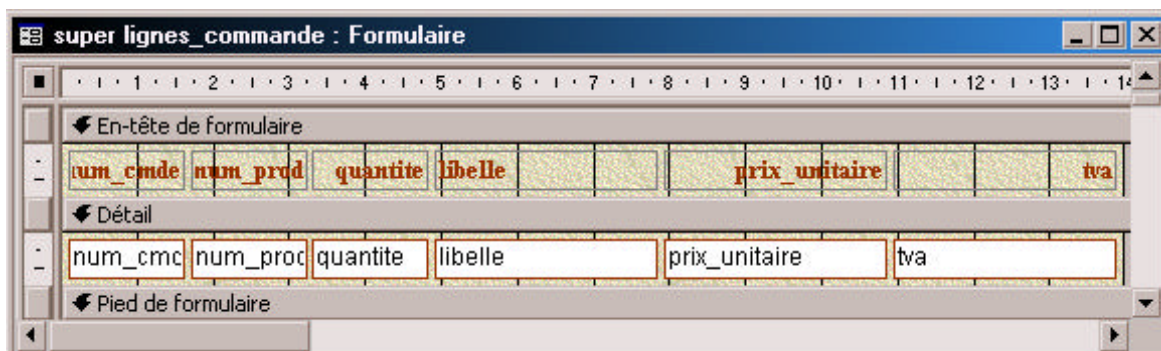 super lignes_commande : Formulaire
1 2 3 4 5 6 7 8 9 10 11 12 13 14
En-tête de formulaire
num_cmde num_prod quantite libelle prix_unitaire tva
Détail
num_cmc num_proc quantite libelle prix_unitaire tva
Pied de formulaire